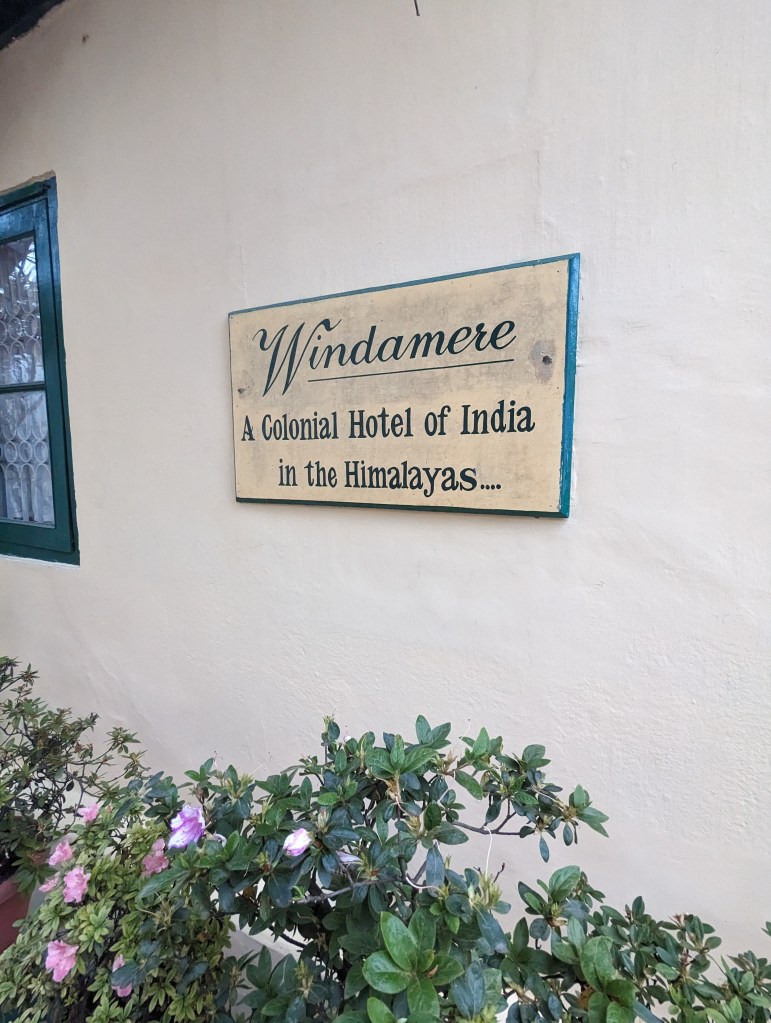 Windamere
A Colonial Hotel of India
in the Himalayas....